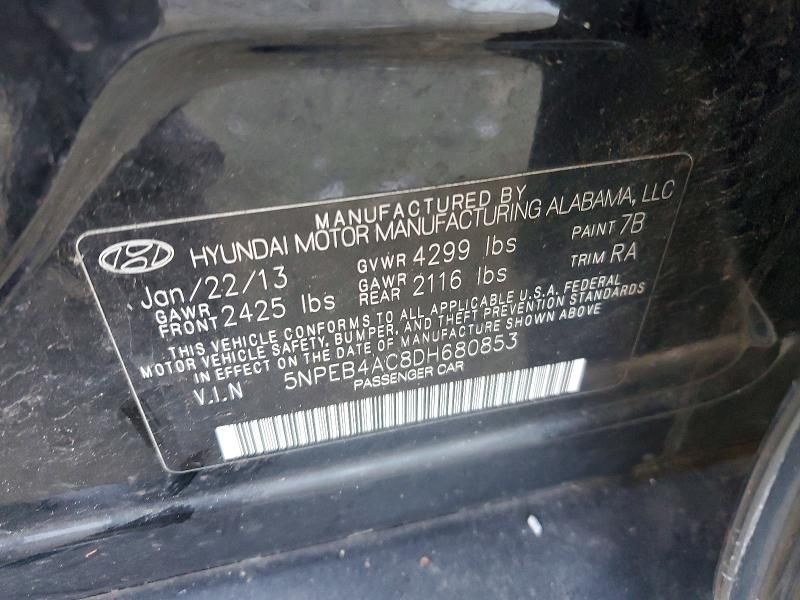 MANUFACTURED BY
HYUNDAI MOTOR MANUFACTURING ALABAMA, LLC
Jan/22/13 GVWR 4299 lbs PAINT 7B
GAWR FRONT 2425 lbs GAWR REAR 2116 lbs TRIM RA
THIS VEHICLE CONFORMS TO ALL APPLICABLE U.S.A. FEDERAL
MOTOR VEHICLE SAFETY, BUMPER, AND THEFT PREVENTION STANDARDS
IN EFFECT ON THE DATE OF MANUFACTURE SHOWN ABOVE
V.I.N 5NPEB4AC8DH680853
PASSENGER CAR